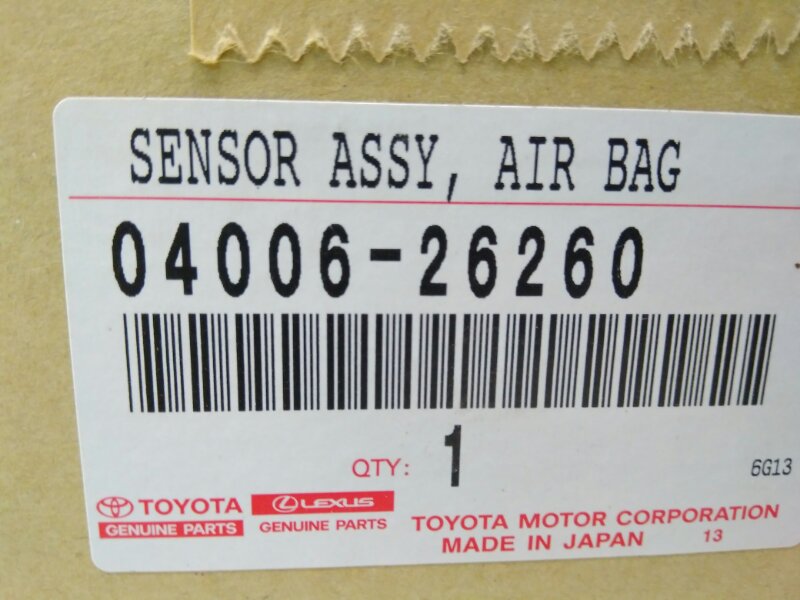 SENSOR ASSY, AIR BAG
04006-26260
QTY: 1
6G13
TOYOTA
GENUINE PARTS
LEXUS
GENUINE PARTS
TOYOTA MOTOR CORPORATION
MADE IN JAPAN 13